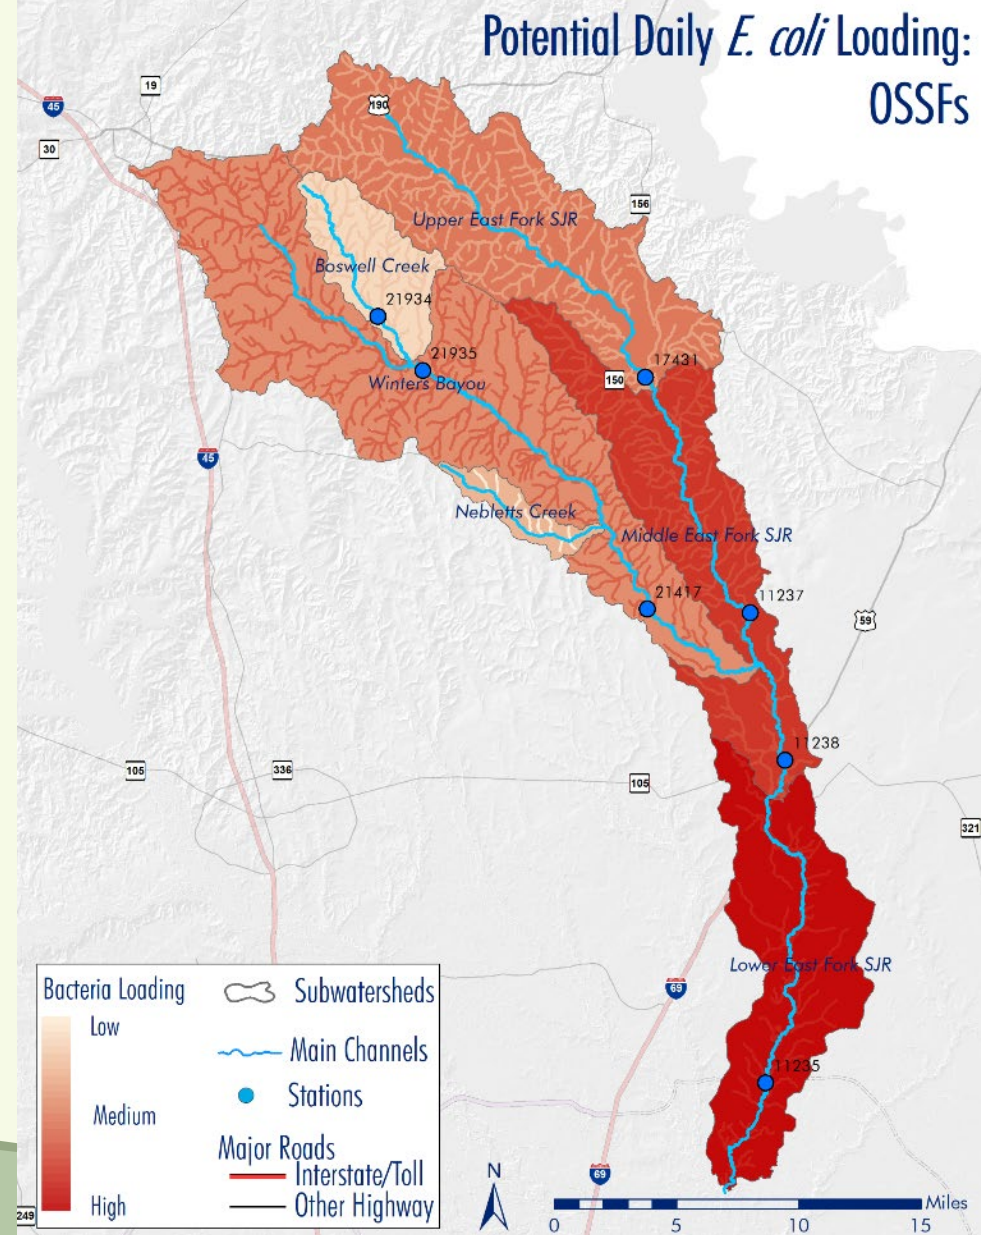 Potential Daily E. coli Loading:
OSSFs
19
45
190
30
156
Upper East Fork SJR
Boswell Creek
21934
21935
17431
150
Winters Bayou
45
Nebletts Creek
Middle East Fork SJR
21417
11237
59
11238
105
336
105
321
Lower East Fork SJR
69
11235
69
249
Bacteria Loading
Low
Medium
High
Subwatersheds
Main Channels
Stations
Major Roads
Interstate/Toll
Other Highway
N
Miles
0 5 10 15